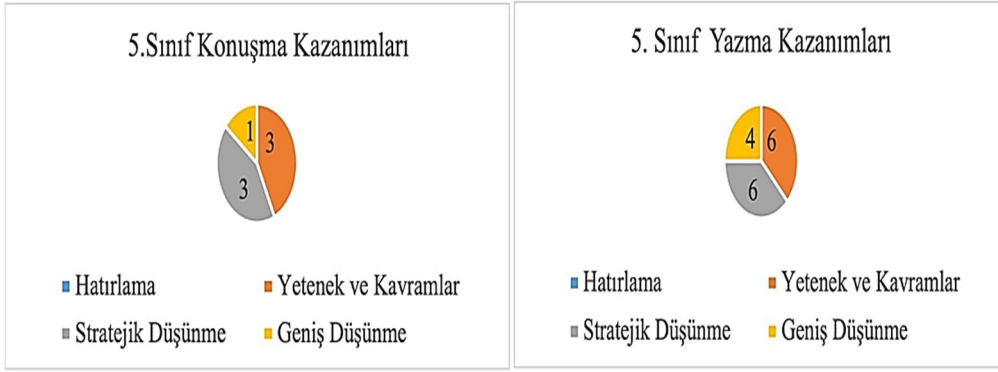 5.Sınıf Konuşma Kazanımları
1
3
3
Hatırlama
Yetenek ve Kavramlar
Stratejik Düşünme
Geniş Düşünme
5. Sınıf Yazma Kazanımları
4
6
6
Hatırlama
Yetenek ve Kavramlar
Stratejik Düşünme
Geniş Düşünme